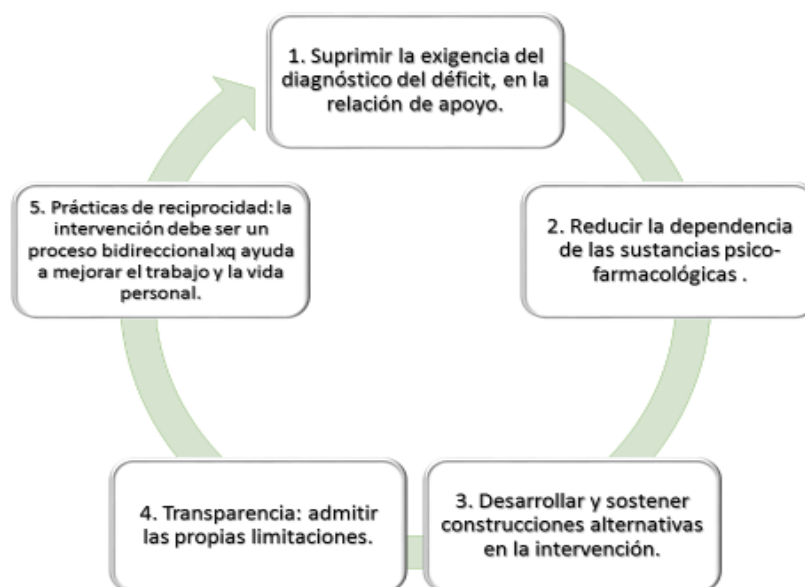 1. Suprimir la exigencia del
diagnóstico del déficit, en la
relación de apoyo.
2. Reducir la dependencia
de las sustancias psico-
farmacológicas .
3. Desarrollar y sostener
construcciones alternativas
en la intervención.
4. Transparencia: admitir
las propias limitaciones.
5. Prácticas de reciprocidad: la
intervención debe ser un
proceso bidireccional xq ayuda
a mejorar el trabajo y la vida
personal.